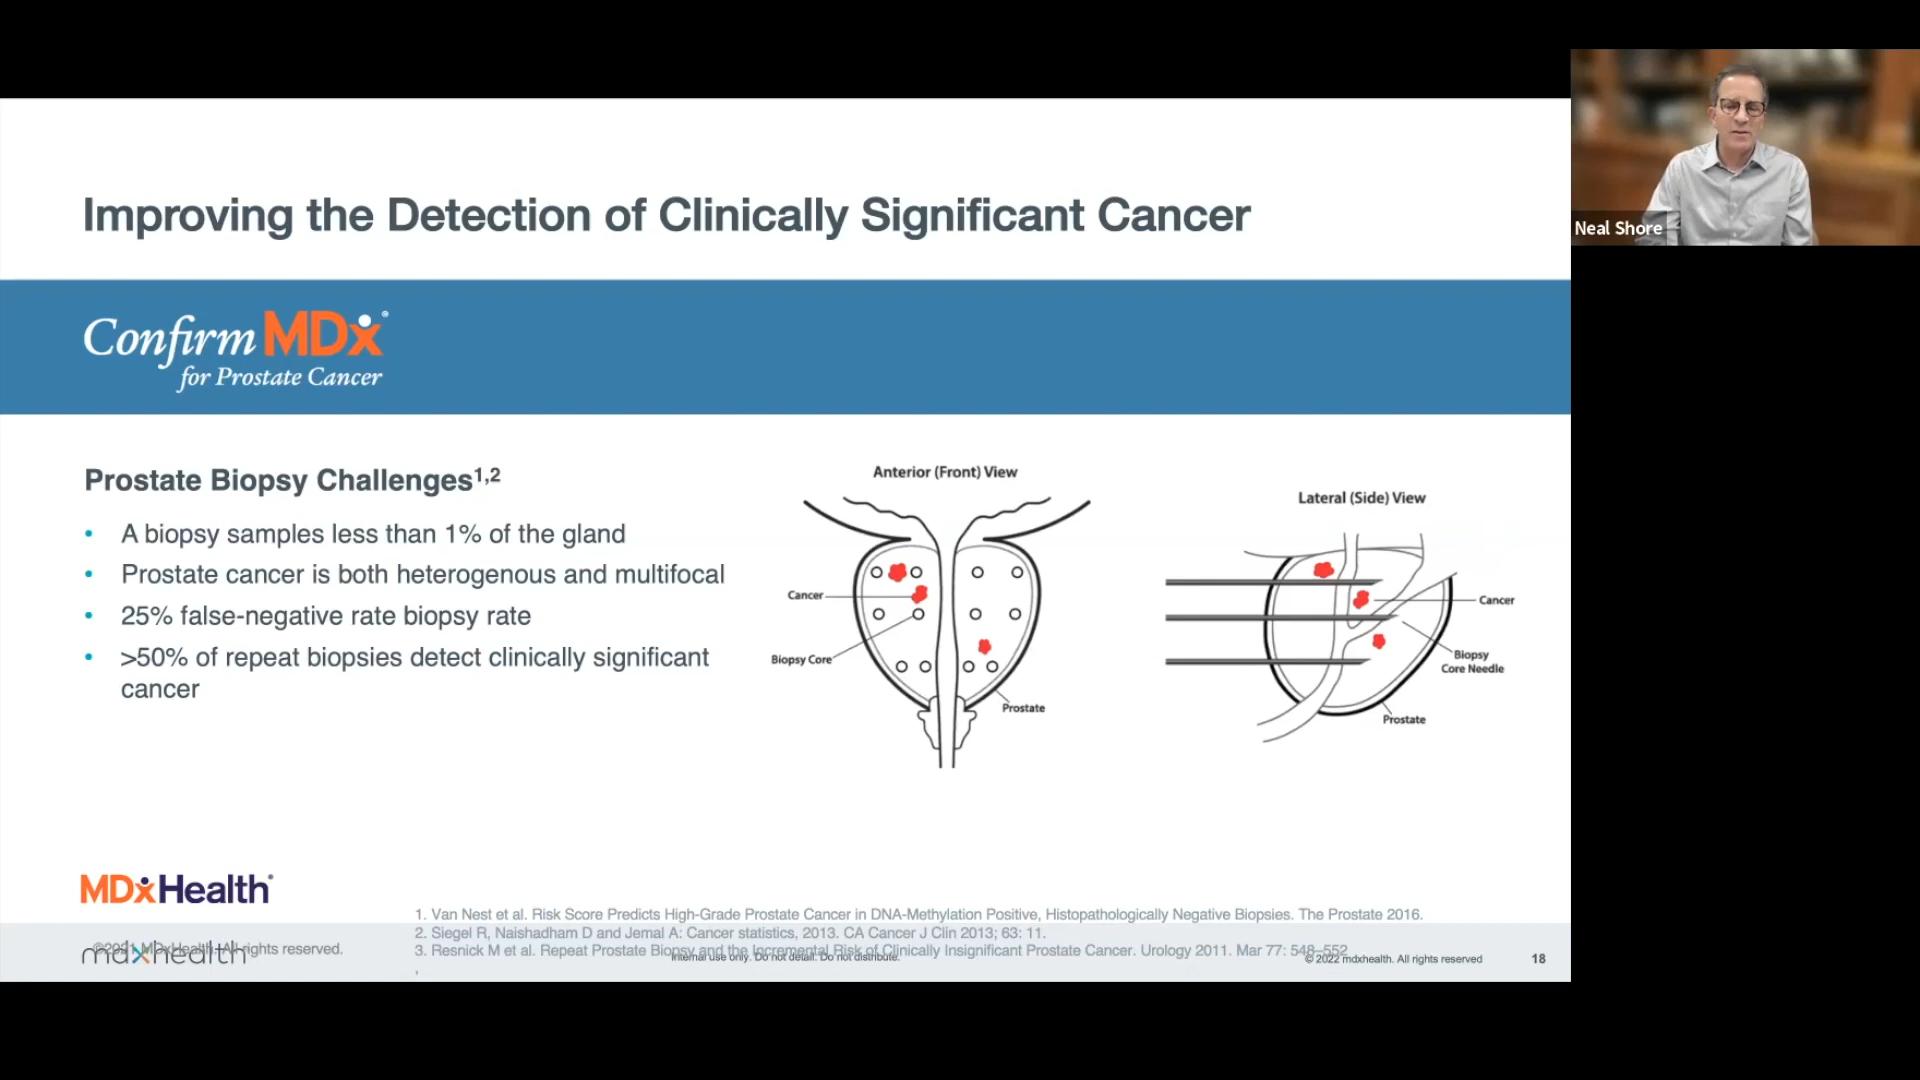 Improving the Detection of Clinically Significant Cancer
Confirm MDx®
for Prostate Cancer
Neal Shore
Prostate Biopsy Challenges1,2
• A biopsy samples less than 1% of the gland
• Prostate cancer is both heterogenous and multifocal
• 25% false-negative rate biopsy rate
• >50% of repeat biopsies detect clinically significant
cancer
Anterior (Front) View
Cancer
Biopsy Core
Prostate
Lateral (Side) View
Cancer
Biopsy
Core Needle
Prostate
MDxHealth®
1. Van Nest et al. Risk Score Predicts High-Grade Prostate Cancer in DNA-Methylation Positive, Histopathologically Negative Biopsies. The Prostate 2016.
2. Siegel R, Naishadham D and Jemal A: Cancer statistics, 2013. CA Cancer J Clin 2013; 63: 11.
3. Resnick M et al. Repeat Prostate Biopsy and the Incremental Risk of Clinically Insignificant Prostate Cancer. Urology 2011. Mar 77: 548–552
,
©2021 MDxHealth. All rights reserved.
mdxhealth
Internal use only. Do not detail. Do not distribute.
© 2022 mdxhealth. All rights reserved
18